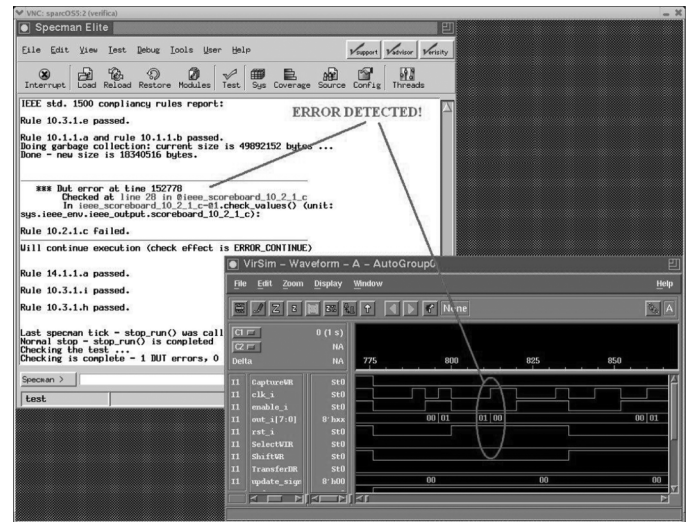 VNC: sparcOS5:2 (verifica)
Specman Elite
File Edit View Test Debug Tools User Help
Vsupport Vadvisor Verisity
Interrupt Load Reload Restore Modules Test Sys Coverage Source Config Threads
IEEE std. 1500 compliancy rules report:
ERROR DETECTED!
Rule 10.3.1.e passed.
Rule 10.1.1.a and rule 10.1.1.b passed.
Doing garbage collection: current size is 49892152 bytes ...
Done - new size is 18340516 bytes.
*** Dut error at time 152778
Checked at line 28 in @ieee_scoreboard_10_2_1_c
In ieee_scoreboard_10_2_1_c-@1.check_values() (unit:
sys.ieee_env.ieee_output.scoreboard_10_2_1_c):
Rule 10.2.1.c failed.
Will continue execution (check effect is ERROR_CONTINUE)
Rule 14.1.1.a passed.
Rule 10.3.1.i passed.
Rule 10.3.1.h passed.
Last specman tick - stop_run() was call
Normal stop - stop_run() is completed
Checking the test ...
Checking is complete - 1 DUT errors, 0
Specman >
test
VirSim - Waveform - A - AutoGroup0
File Edit Zoom Display Window Help
None A
C1 0 (1 s)
C2 NA
Delta NA 775 800 825 850
I1 CaptureWR St0
I1 clk_i St0
I1 enable_i St0
I1 out_i[7:0] 8'hxx 00 01 01 00 00 01
I1 rst_i St0
I1 SelectWIR St0
I1 ShiftWR St0
I1 TransferDR St0
I1 update_sign 8'h00 00 00 00